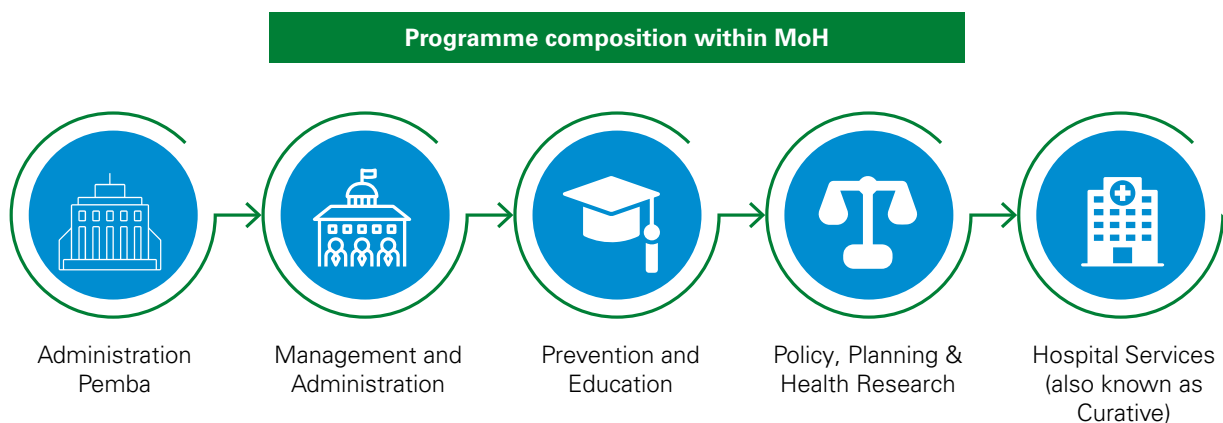 Programme composition within MoH
Administration
Pemba
Management and
Administration
Prevention and
Education
Policy, Planning &
Health Research
Hospital Services
(also known as
Curative)